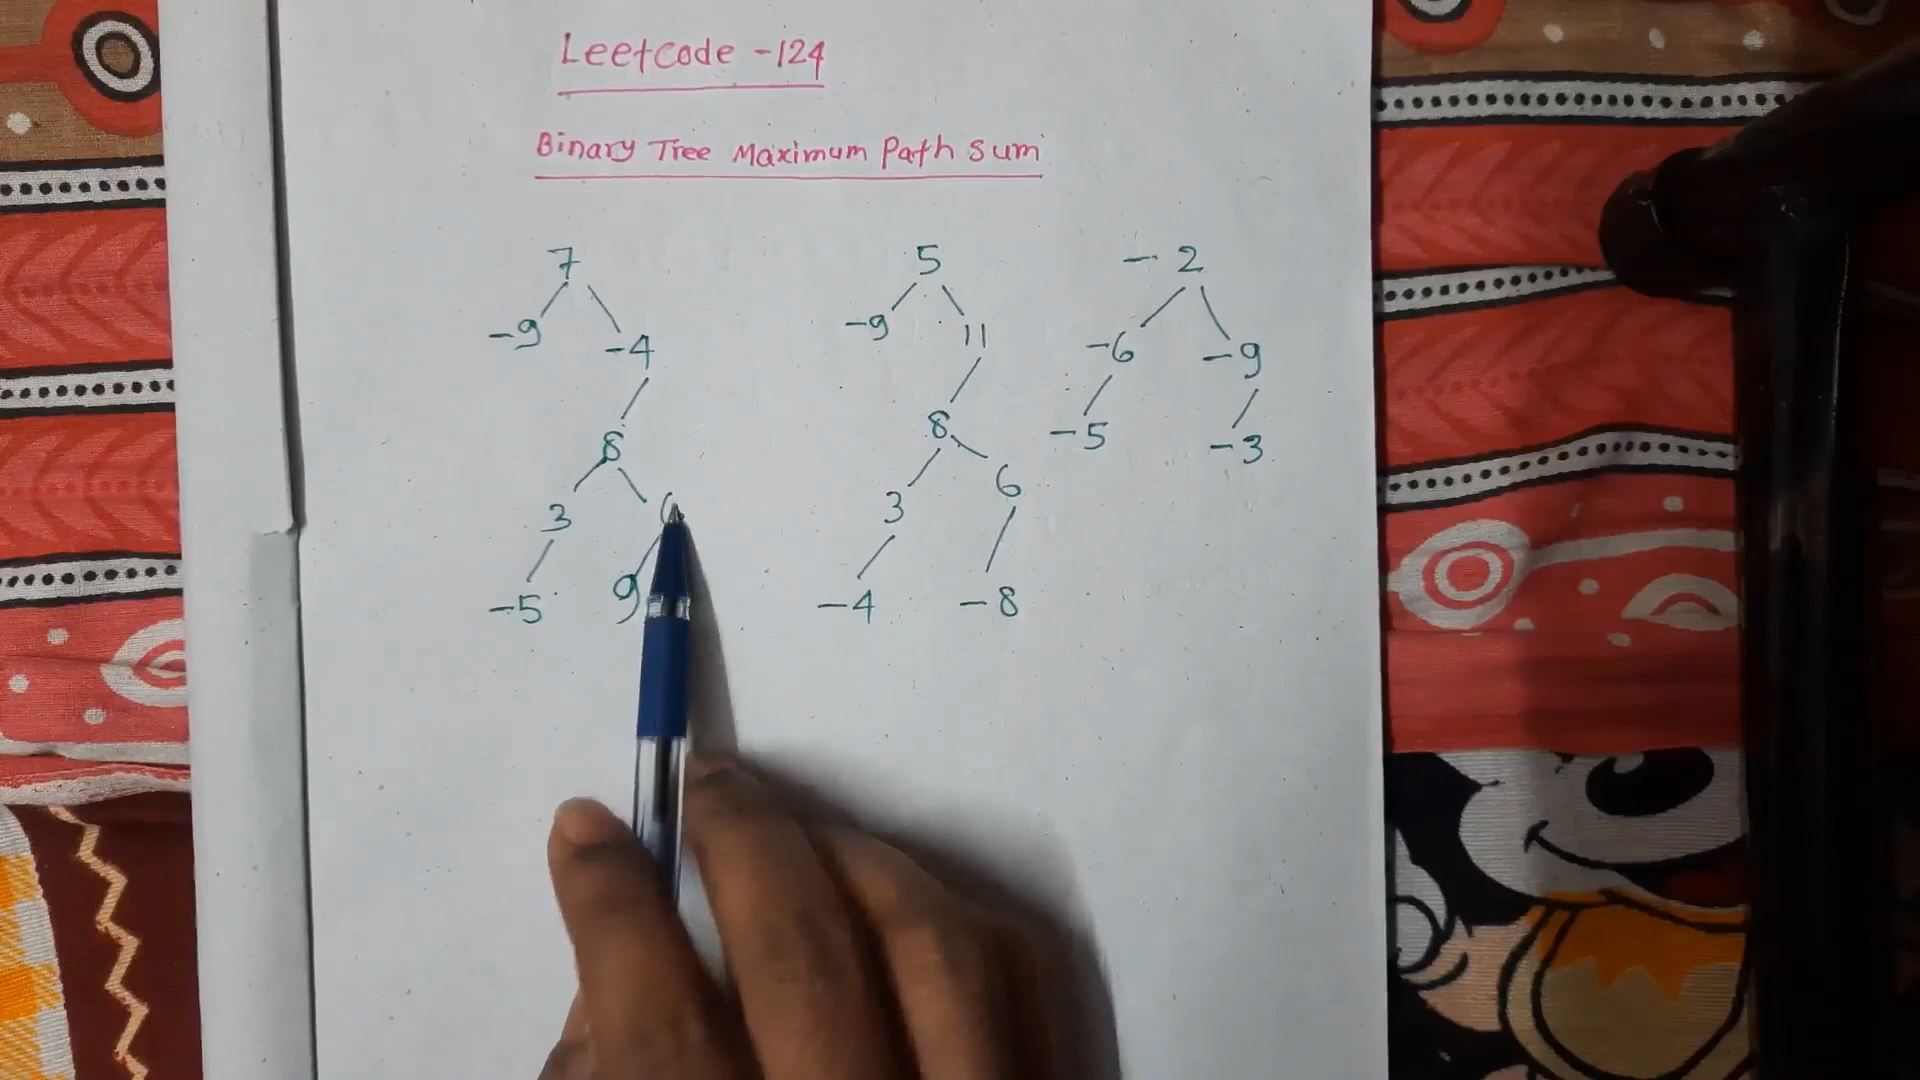 Leetcode -124
Binary Tree Maximum Path sum
7 5 -2
-9 -4 -9 11 -6 -9
8 8 -5 -3
3 3 6
-5 9 -4 -8